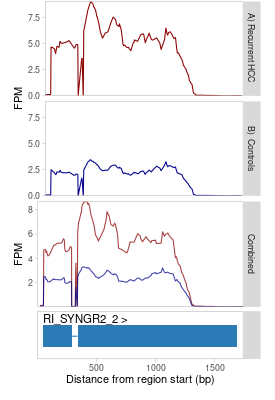 7.5
5.0
2.5
0.0
A) Recurrent HCC
FPM
7.5
5.0
2.5
0.0
B) Controls
8
6
4
2
FPM
Combined
RI_SYNGR2_2 >
500
1000
1500
Distance from region start (bp)